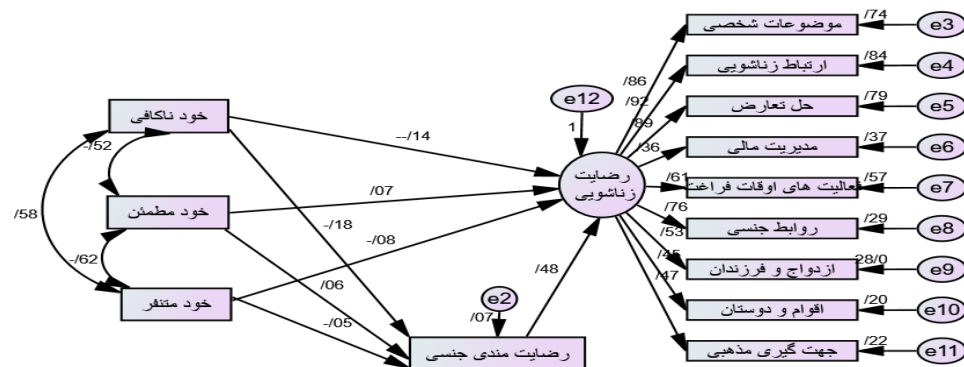 موضوعات شخصی
/74
e3
ارتباط زناشویی
/84
e4
حل تعارض
/79
e5
مدیریت مالی
/37
e6
فعالیت های اوقات فراغت
/57
e7
روابط جنسی
/29
e8
ازدواج و فرزندان
28/0
e9
اقوام و دوستان
/20
e10
جهت گیری مذهبی
/22
e11
/86
/92
/89
/36
/61
/76
/53
/45
/47
e12
1
رضایت
زناشویی
خود ناکافی
خود مطمئن
خود متنفر
-/52
/58
-/62
--/14
/07
-/08
-/18
/06
-/05
/48
e2
/07
رضایت مندی جنسی